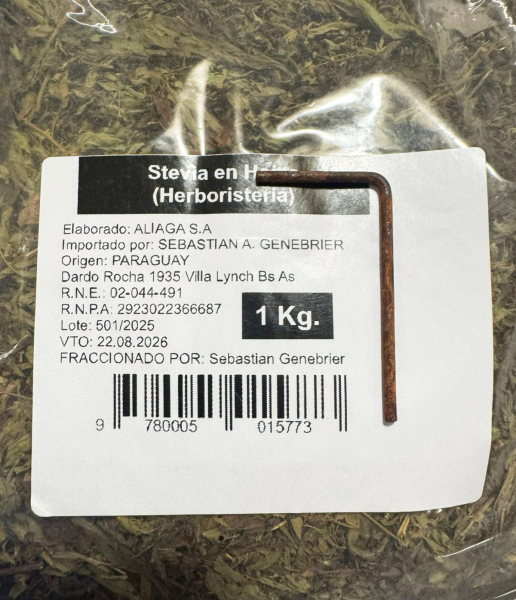 Stevia en
(Herboristeria)
Elaborado: ALIAGA S.A
Importado por: SEBASTIAN A. GENEBRIER
Origen: PARAGUAY
Dardo Rocha 1935 Villa Lynch Bs As
R.N.E.: 02-044-491
R.N.P.A: 2923022366687
Lote: 501/2025
VTO: 22.08.2026
FRACCIONADO POR: Sebastian Genebrier
1 Kg.
9 780005 015773